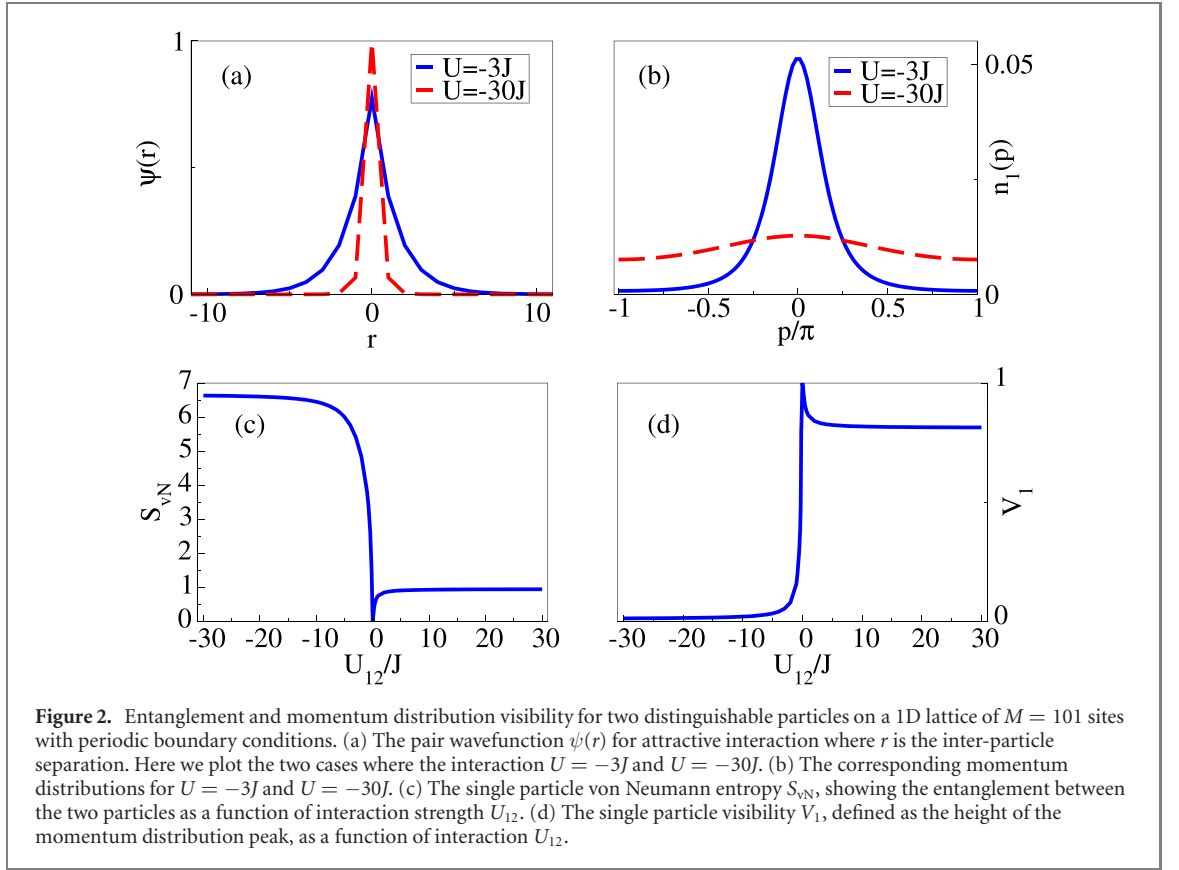 1
(a)
U=-3J
U=-30J
ψ(r)
0
-10
0
10
r
(b)
U=-3J
U=-30J
0.05
n1(p)
0
-1
-0.5
0
0.5
1
p/π
7
6
5
4
3
2
1
0
(c)
SvN
-30
-20
-10
0
10
20
30
U12/J
(d)
1
V1
0
-30
-20
-10
0
10
20
30
U12/J
Figure 2. Entanglement and momentum distribution visibility for two distinguishable particles on a 1D lattice of M = 101 sites
with periodic boundary conditions. (a) The pair wavefunction ψ(r) for attractive interaction where r is the inter-particle
separation. Here we plot the two cases where the interaction U = −3J and U = −30J. (b) The corresponding momentum
distributions for U = −3J and U = −30J. (c) The single particle von Neumann entropy SvN, showing the entanglement between
the two particles as a function of interaction strength U12. (d) The single particle visibility V1, defined as the height of the
momentum distribution peak, as a function of interaction U12.